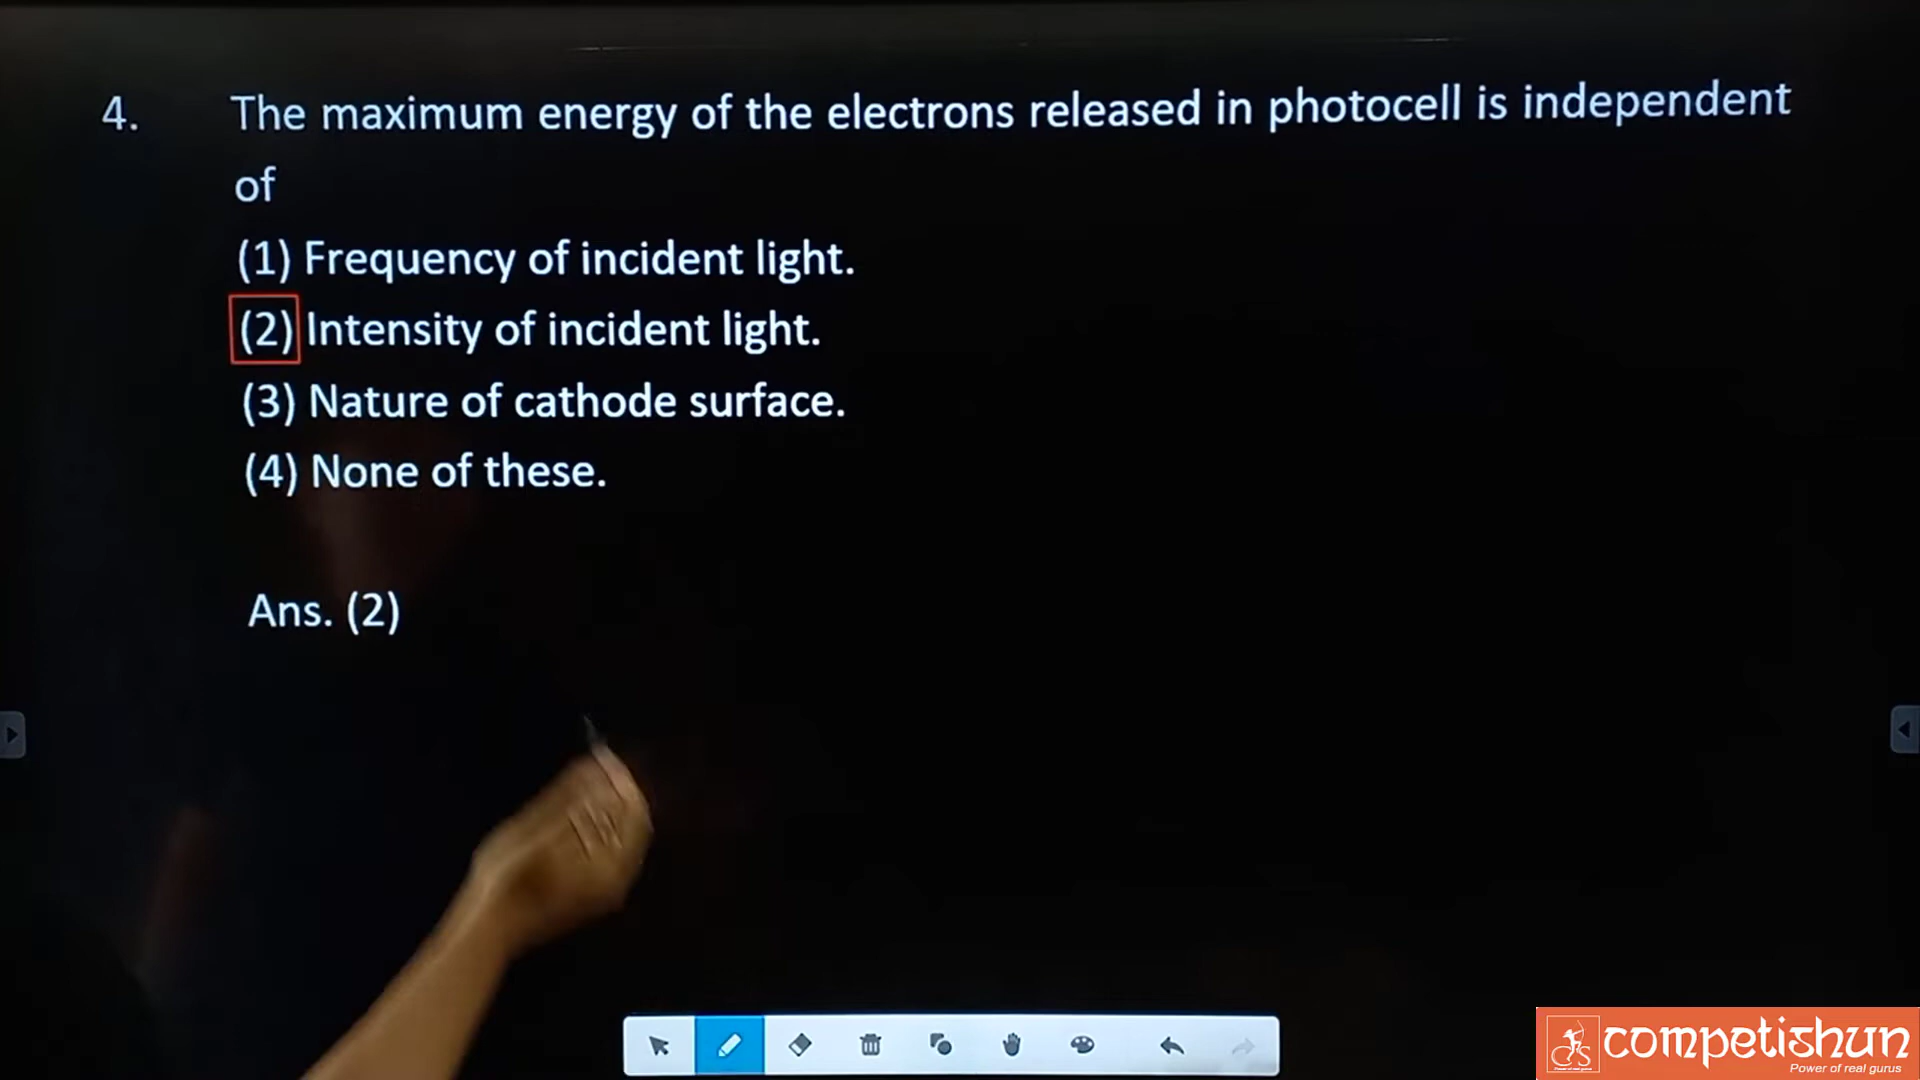 4. The maximum energy of the electrons released in photocell is independent
of
(1) Frequency of incident light.
(2) Intensity of incident light.
(3) Nature of cathode surface.
(4) None of these.
Ans. (2)
competishun
Power of real gurus